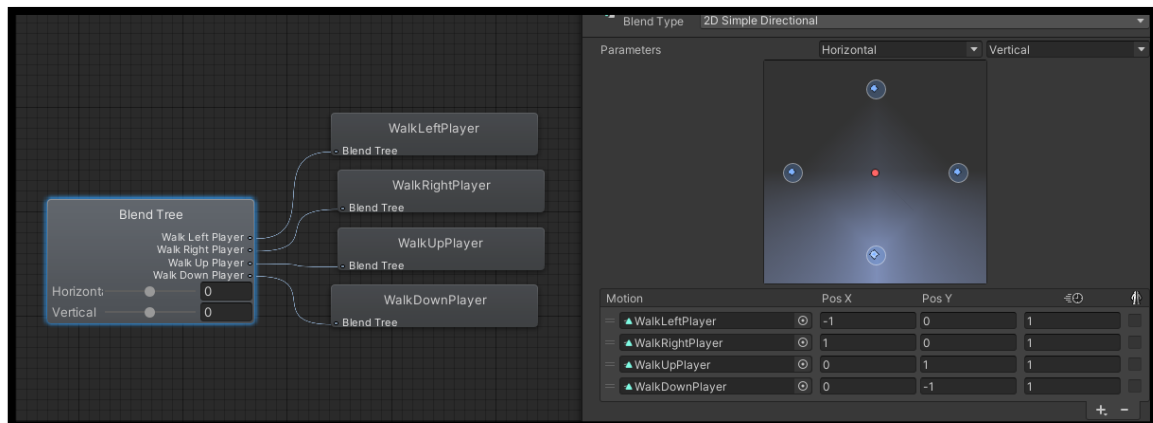 Blend Type 2D Simple Directional
Parameters Horizontal Vertical
WalkLeftPlayer
Blend Tree
WalkRightPlayer
Blend Tree
WalkUpPlayer
Blend Tree
WalkDownPlayer
Blend Tree
Blend Tree
Walk Left Player
Walk Right Player
Walk Up Player
Walk Down Player
Horizonta 0
Vertical 0
Motion Pos X Pos Y
WalkLeftPlayer -1 0 1
WalkRightPlayer 1 0 1
WalkUpPlayer 0 1 1
WalkDownPlayer 0 -1 1